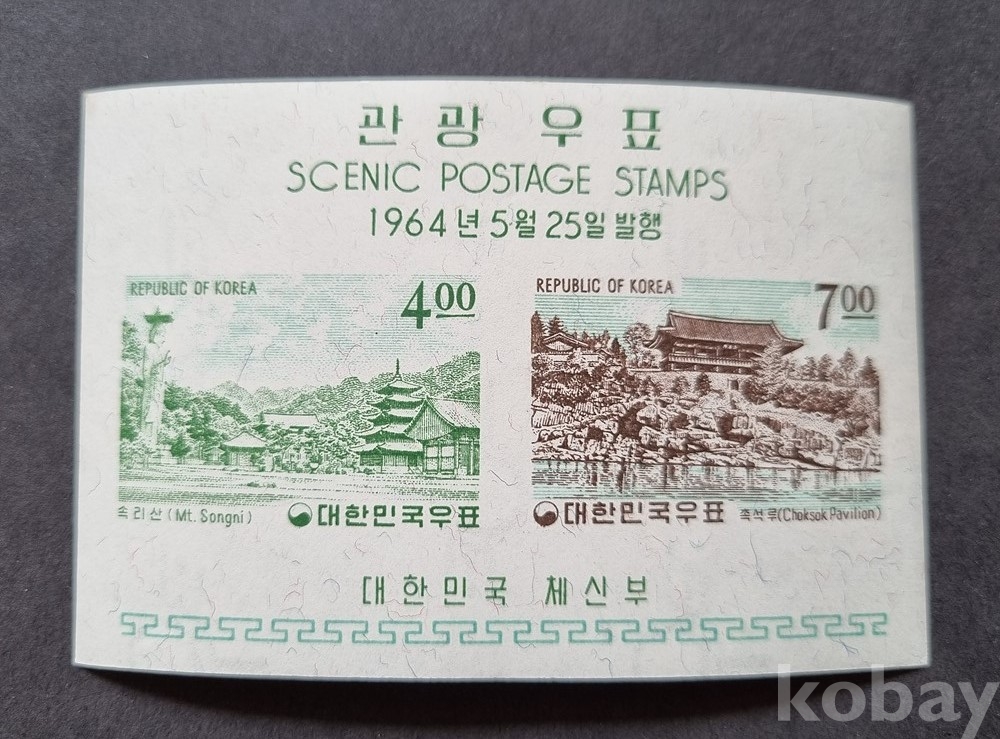 관광 우표
SCENIC POSTAGE STAMPS
1964년 5월 25일 발행
REPUBLIC OF KOREA
4.00
속리산 (Mt. Songni)
대한민국우표
REPUBLIC OF KOREA
7.00
대한민국우표
촉석루 (Choksok Pavilion)
대한민국 체신부
kobay